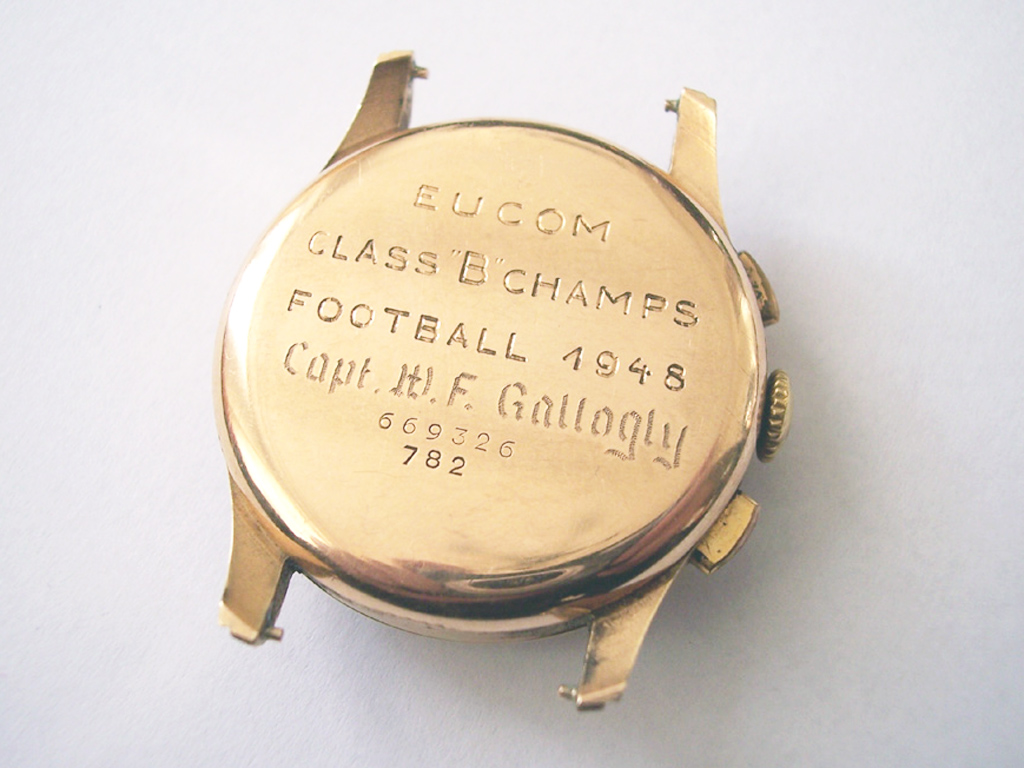 EUCOM
CLASS "B" CHAMPS
FOOTBALL 1948
Capt. W. F. Gallogly
669326
782